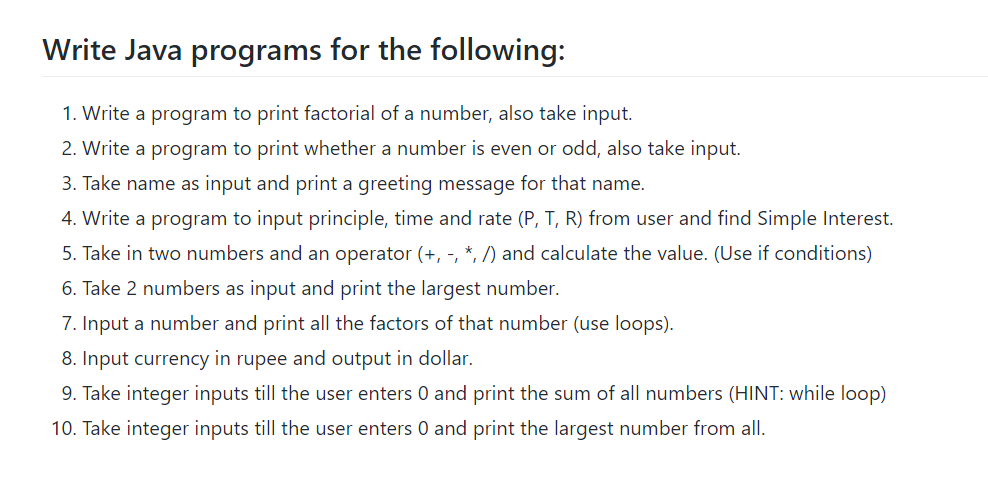 Write Java programs for the following:
1. Write a program to print factorial of a number, also take input.
2. Write a program to print whether a number is even or odd, also take input.
3. Take name as input and print a greeting message for that name.
4. Write a program to input principle, time and rate (P, T, R) from user and find Simple Interest.
5. Take in two numbers and an operator (+, -, *, /) and calculate the value. (Use if conditions)
6. Take 2 numbers as input and print the largest number.
7. Input a number and print all the factors of that number (use loops).
8. Input currency in rupee and output in dollar.
9. Take integer inputs till the user enters 0 and print the sum of all numbers (HINT: while loop)
10. Take integer inputs till the user enters 0 and print the largest number from all.